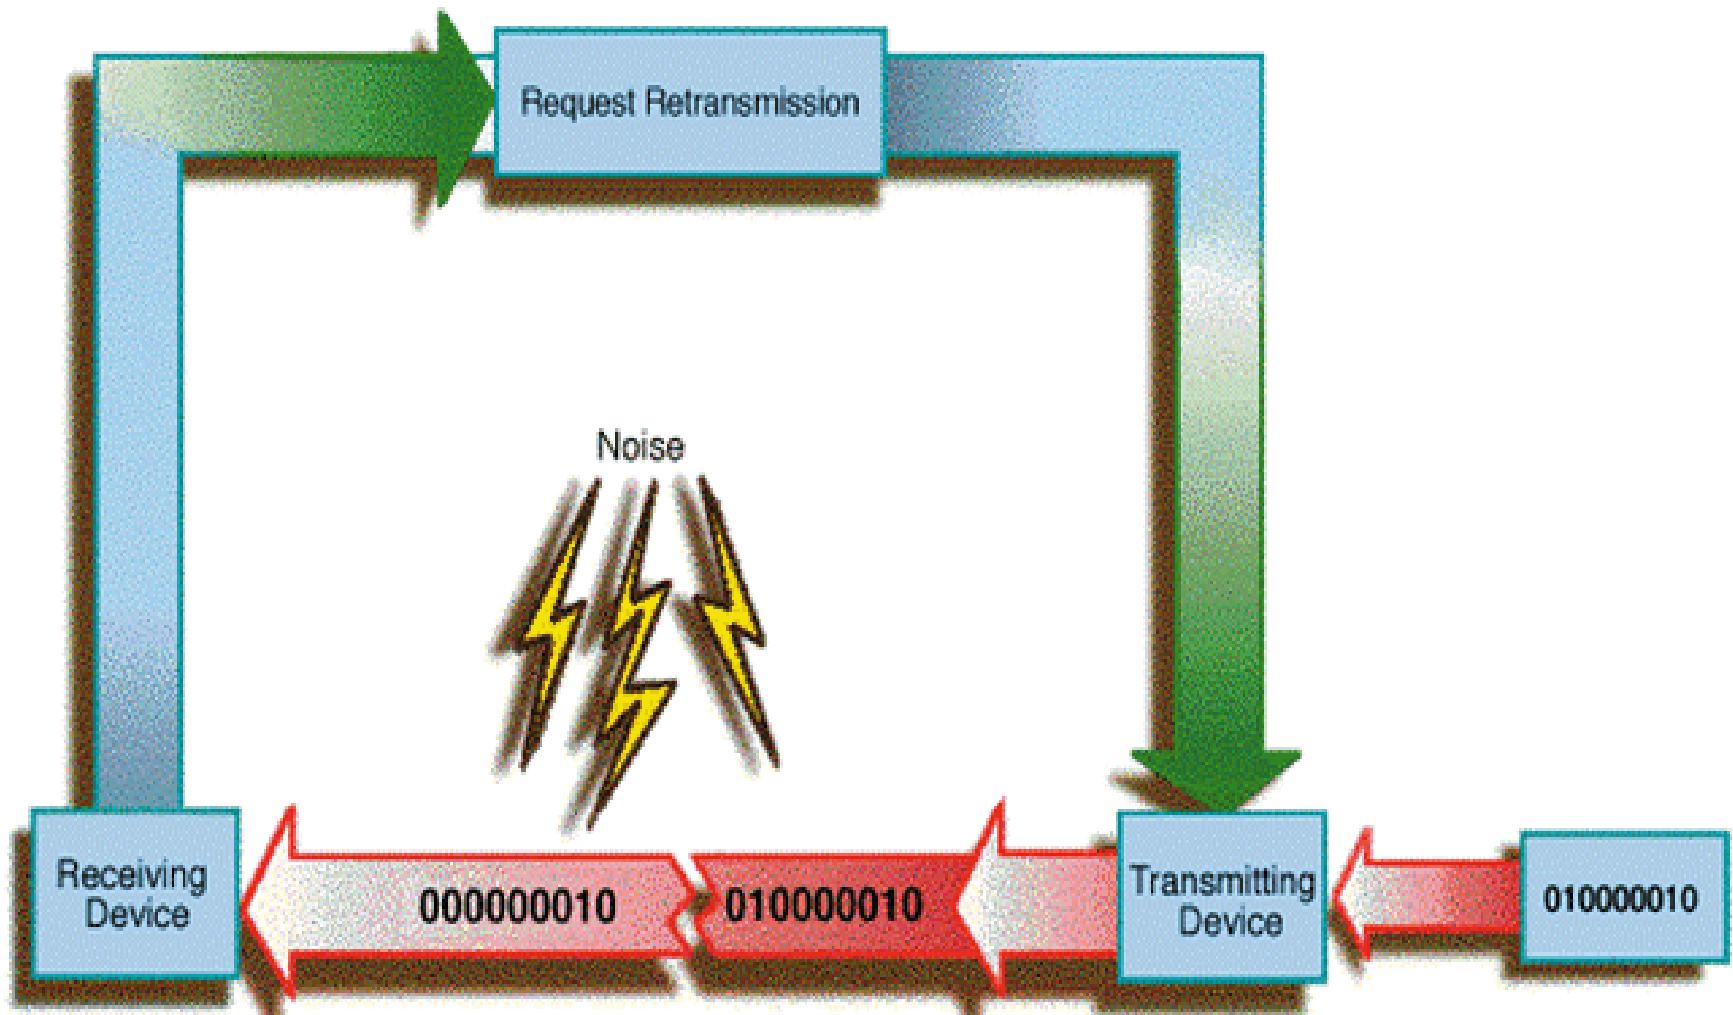 Request Retransmission
Noise
Receiving
Device
000000010
010000010
Transmitting
Device
010000010